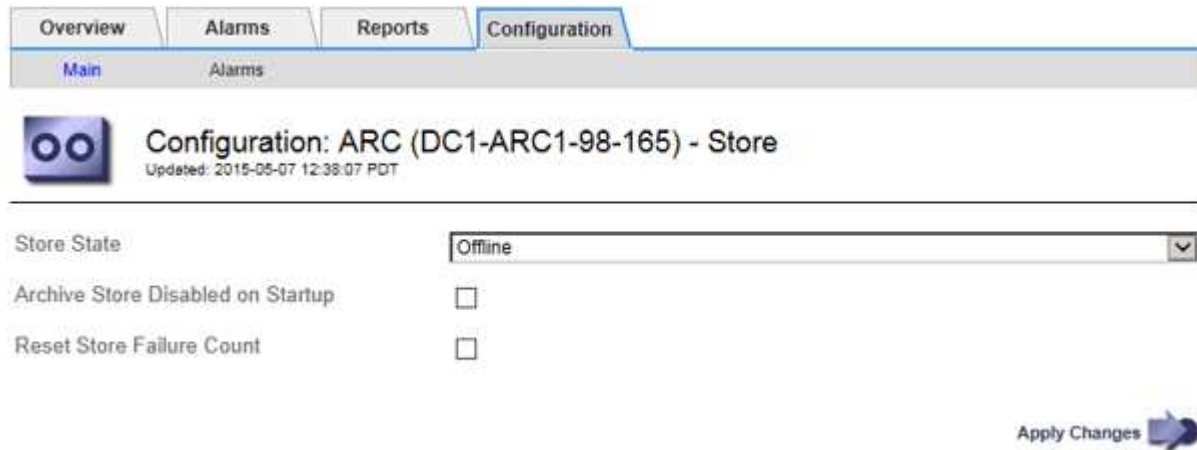 Overview Alarms Reports Configuration
Main Alarms
Configuration: ARC (DC1-ARC1-98-165) - Store
Updated: 2015-05-07 12:38:07 PDT
Store State Offline
Archive Store Disabled on Startup
Reset Store Failure Count
Apply Changes